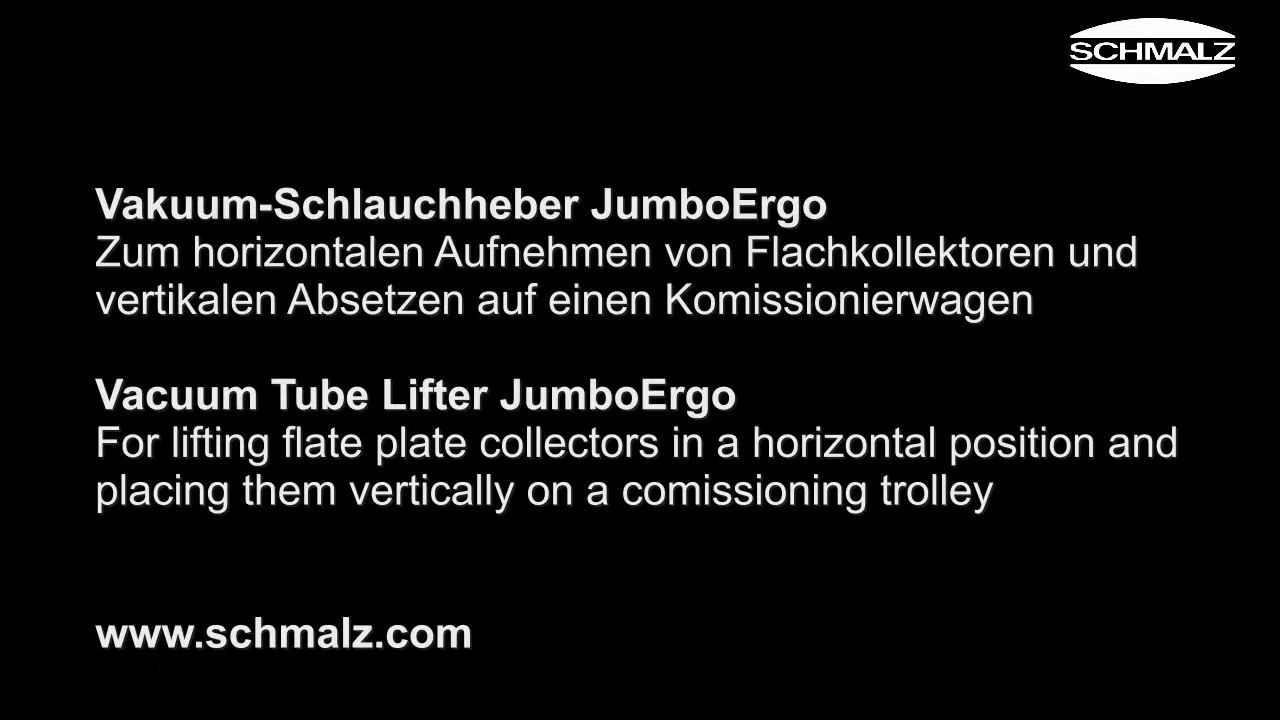 SCHMALZ
Vakuum-Schlauchheber JumboErgo
Zum horizontalen Aufnehmen von Flachkollektoren und
vertikalen Absetzen auf einen Komissionierwagen
Vacuum Tube Lifter JumboErgo
For lifting flate plate collectors in a horizontal position and
placing them vertically on a comissioning trolley
www.schmalz.com